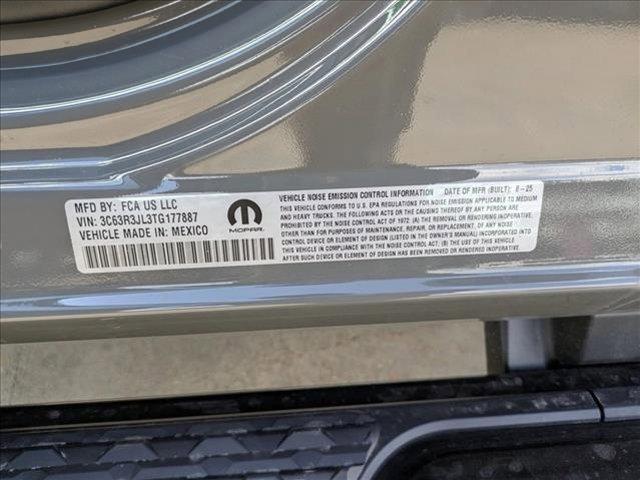 MFD BY: FCA US LLC
VIN: 3C63R3JL3TG177887
VEHICLE MADE IN: MEXICO
MOPAR
VEHICLE NOISE EMISSION CONTROL INFORMATION DATE OF MFR (BUILT): 8-25
THIS VEHICLE CONFORMS TO U.S. EPA REGULATIONS FOR NOISE EMISSION APPLICABLE TO MEDIUM
AND HEAVY TRUCKS. THE FOLLOWING ACTS OR THE CAUSING THEREOF BY ANY PERSON ARE
PROHIBITED BY THE NOISE CONTROL ACT OF 1972: (A) THE REMOVAL OR RENDERING INOPERATIVE,
OTHER THAN FOR PURPOSES OF MAINTENANCE, REPAIR, OR REPLACEMENT, OF ANY NOISE
CONTROL DEVICE OR ELEMENT OF DESIGN (LISTED IN THE OWNER'S MANUAL) INCORPORATED INTO
THIS VEHICLE IN COMPLIANCE WITH THE NOISE CONTROL ACT; (B) THE USE OF THIS VEHICLE
AFTER SUCH DEVICE OR ELEMENT OF DESIGN HAS BEEN REMOVED OR RENDERED INOPERATIVE.